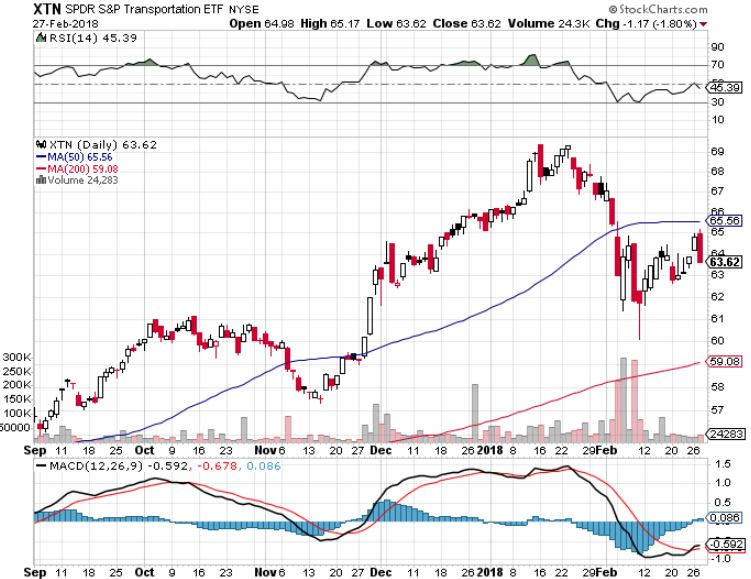 XTN SPDR S&P Transportation ETF NYSE © StockCharts.com
27-Feb-2018 Open 64.98 High 65.17 Low 63.62 Close 63.62 Volume 24.3K Chg -1.17 (-1.80%)
RSI(14) 45.39
90
70
50
45.39
30
10
XTN (Daily) 63.62
MA(50) 65.56
MA(200) 59.08
Volume 24,283
69
68
67
66
65.56
65
64
63.62
63
62
61
60
59.08
58
57
300K
250K
200K
150K
100K
50000
24283
Sep 11 18 25 Oct 9 16 23 Nov 6 13 20 27 Dec 11 18 26 2018 8 16 22 29 Feb 12 20 26
MACD(12,26,9) -0.592, -0.678, 0.086
1.5
1.0
0.5
0.086
-0.592
-1.0
Sep 11 18 25 Oct 9 16 23 Nov 6 13 20 27 Dec 11 18 26 2018 8 16 22 29 Feb 12 20 26